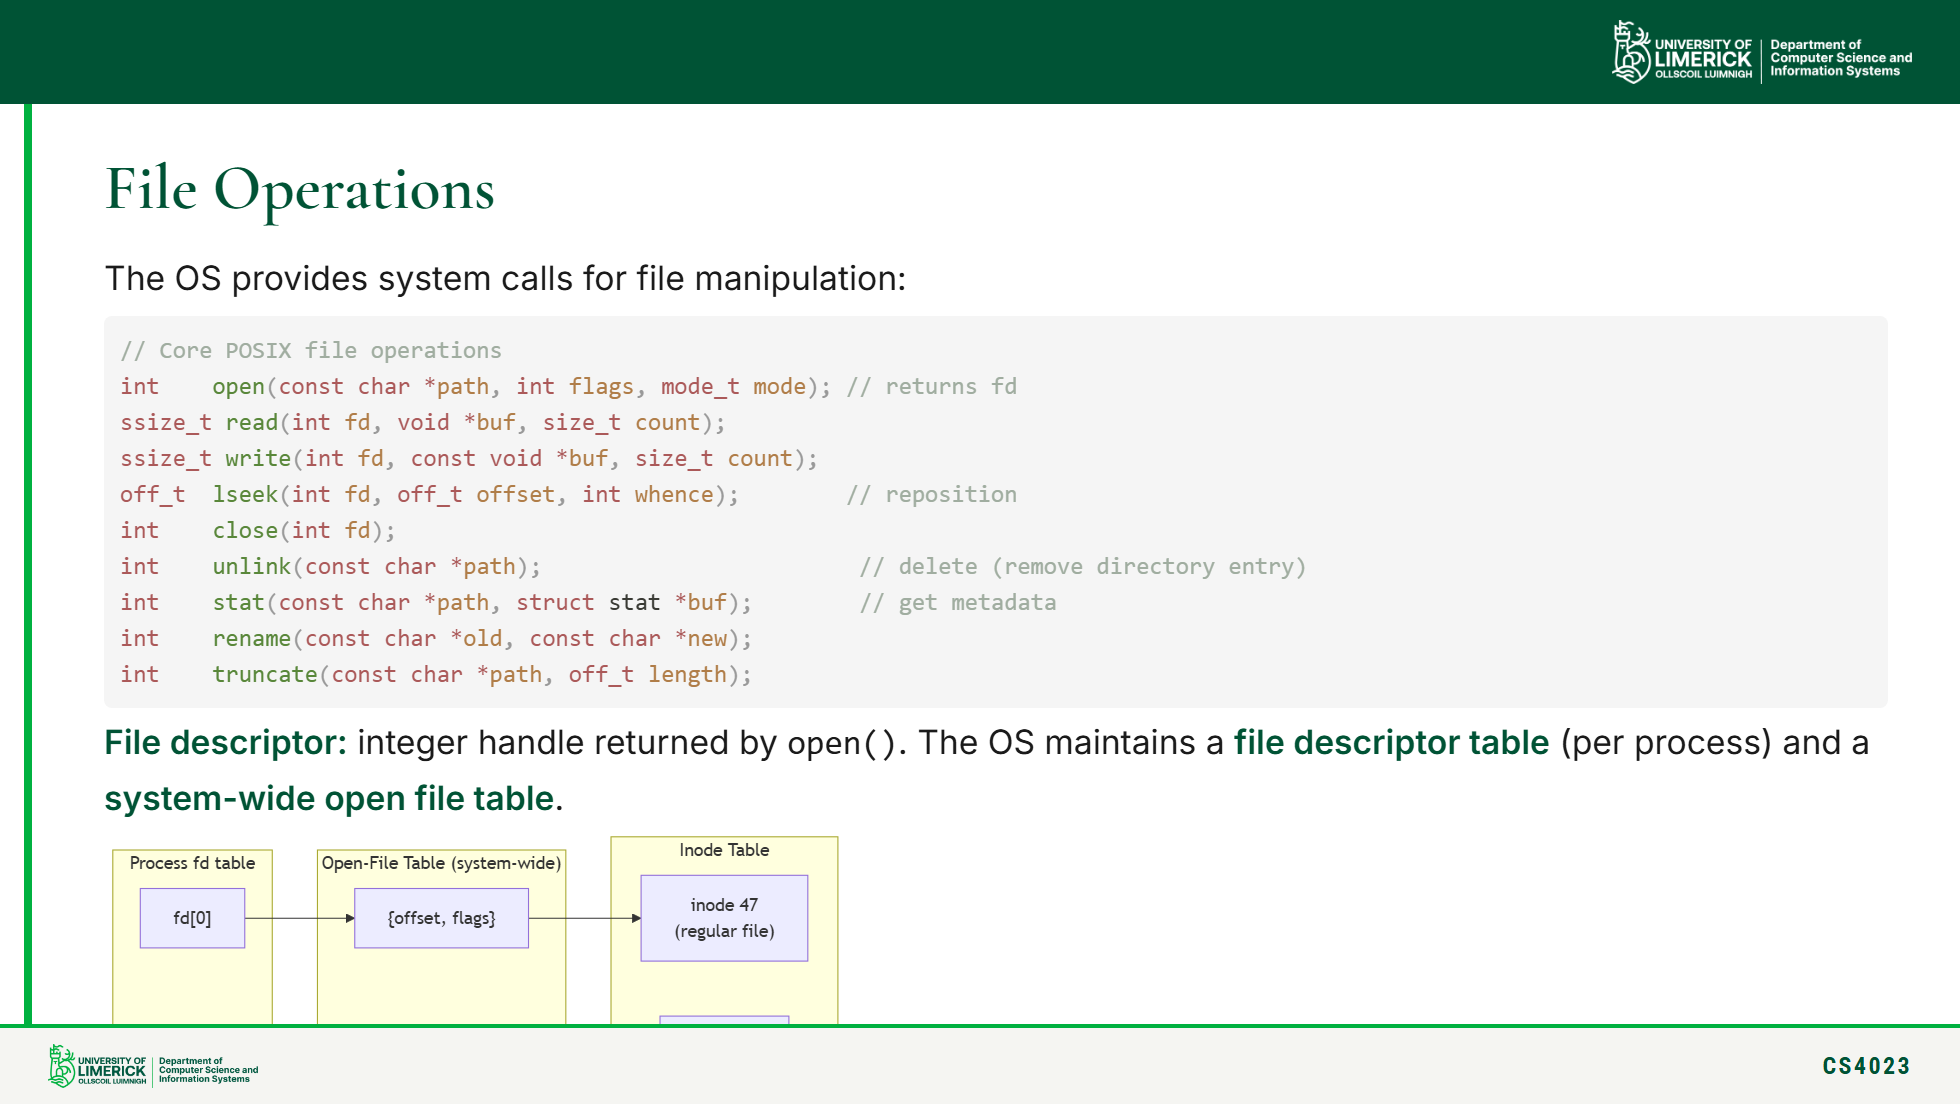 UNIVERSITY OF
LIMERICK
OLLSCOIL LUIMNIGH
Department of
Computer Science and
Information Systems
File Operations
The OS provides system calls for file manipulation:
// Core POSIX file operations
int    open(const char *path, int flags, mode_t mode); // returns fd
ssize_t read(int fd, void *buf, size_t count);
ssize_t write(int fd, const void *buf, size_t count);
off_t  lseek(int fd, off_t offset, int whence);        // reposition
int    close(int fd);
int    unlink(const char *path);                        // delete (remove directory entry)
int    stat(const char *path, struct stat *buf);        // get metadata
int    rename(const char *old, const char *new);
int    truncate(const char *path, off_t length);
File descriptor: integer handle returned by open(). The OS maintains a file descriptor table (per process) and a
system-wide open file table.
Process fd table
fd[0]
Open-File Table (system-wide)
{offset, flags}
Inode Table
inode 47
(regular file)
UNIVERSITY OF
LIMERICK
OLLSCOIL LUIMNIGH
Department of
Computer Science and
Information Systems
CS4023